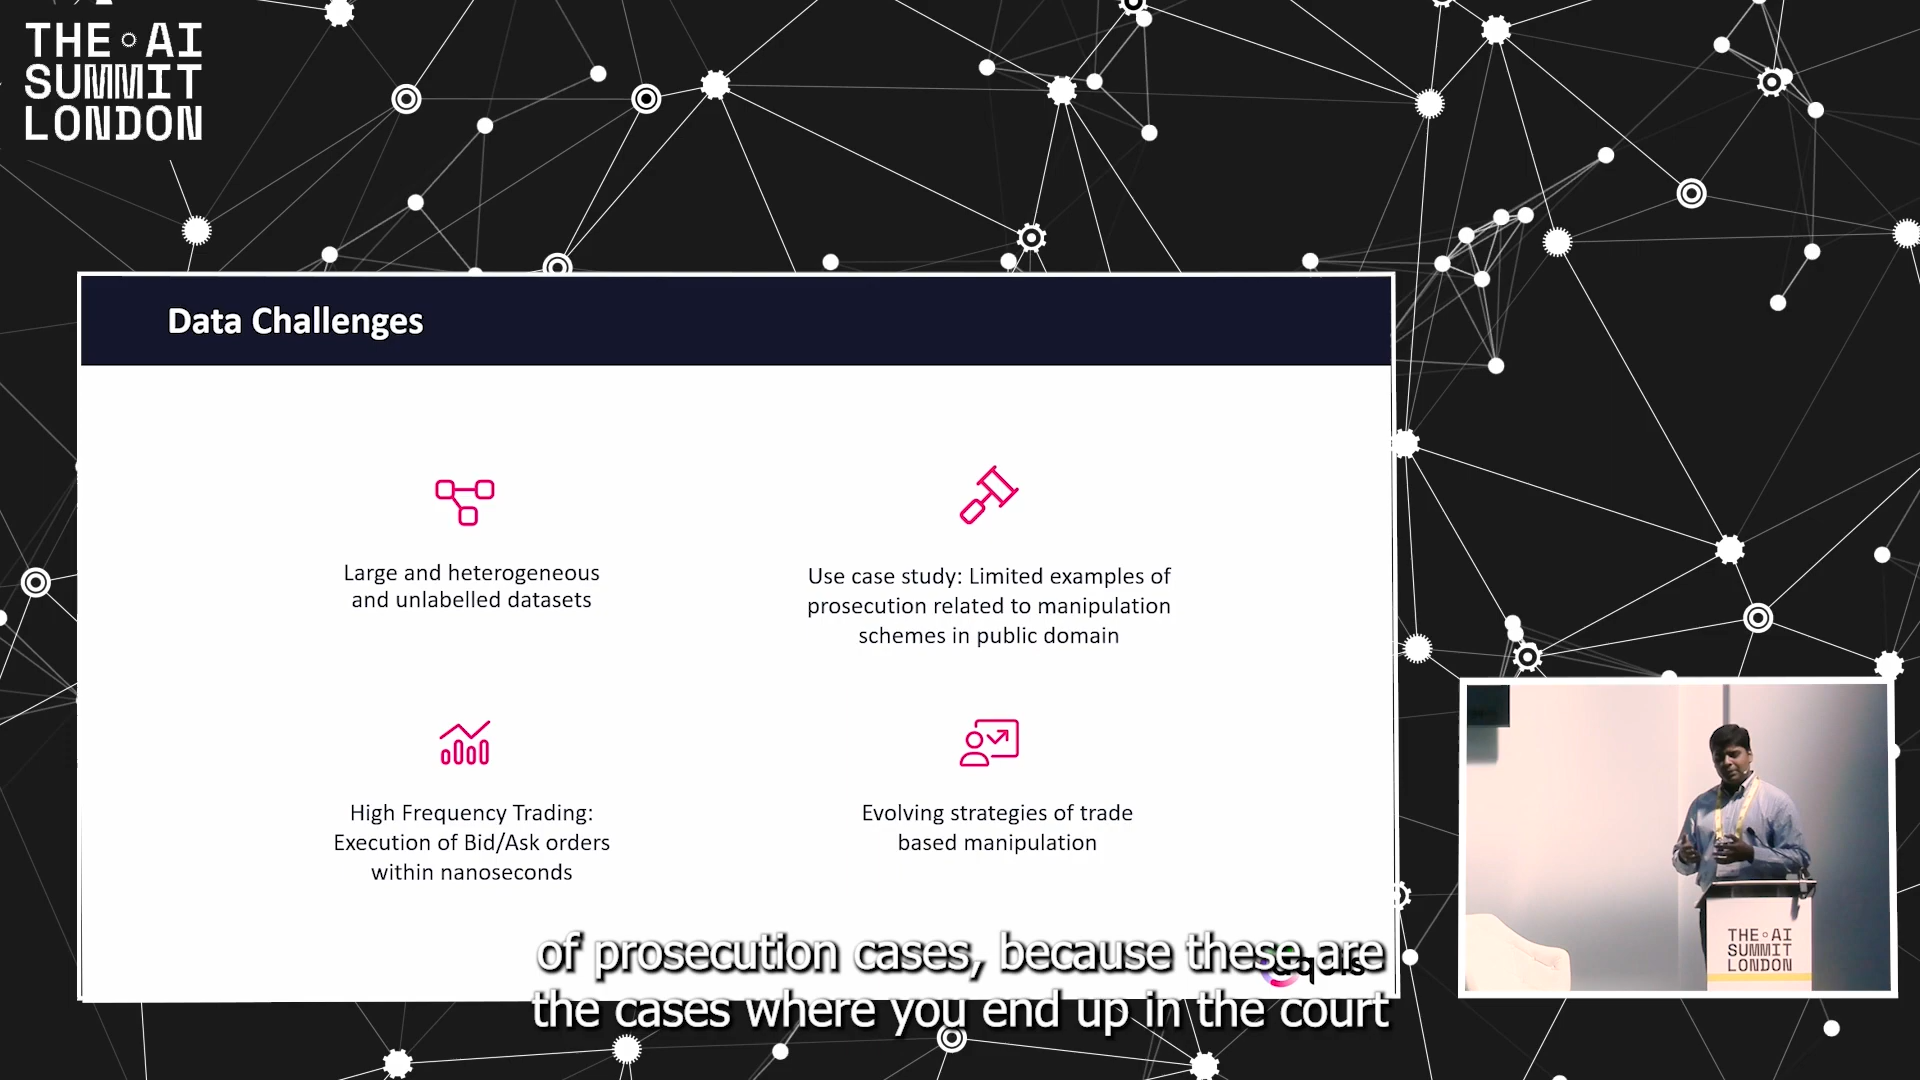 THE AI
SUMMIT
LONDON
Data Challenges
Large and heterogeneous
and unlabelled datasets
Use case study: Limited examples of
prosecution related to manipulation
schemes in public domain
High Frequency Trading:
Execution of Bid/Ask orders
within nanoseconds
Evolving strategies of trade
based manipulation
of prosecution cases, because these are
the cases where you end up in the court
THE AI
SUMMIT
LONDON